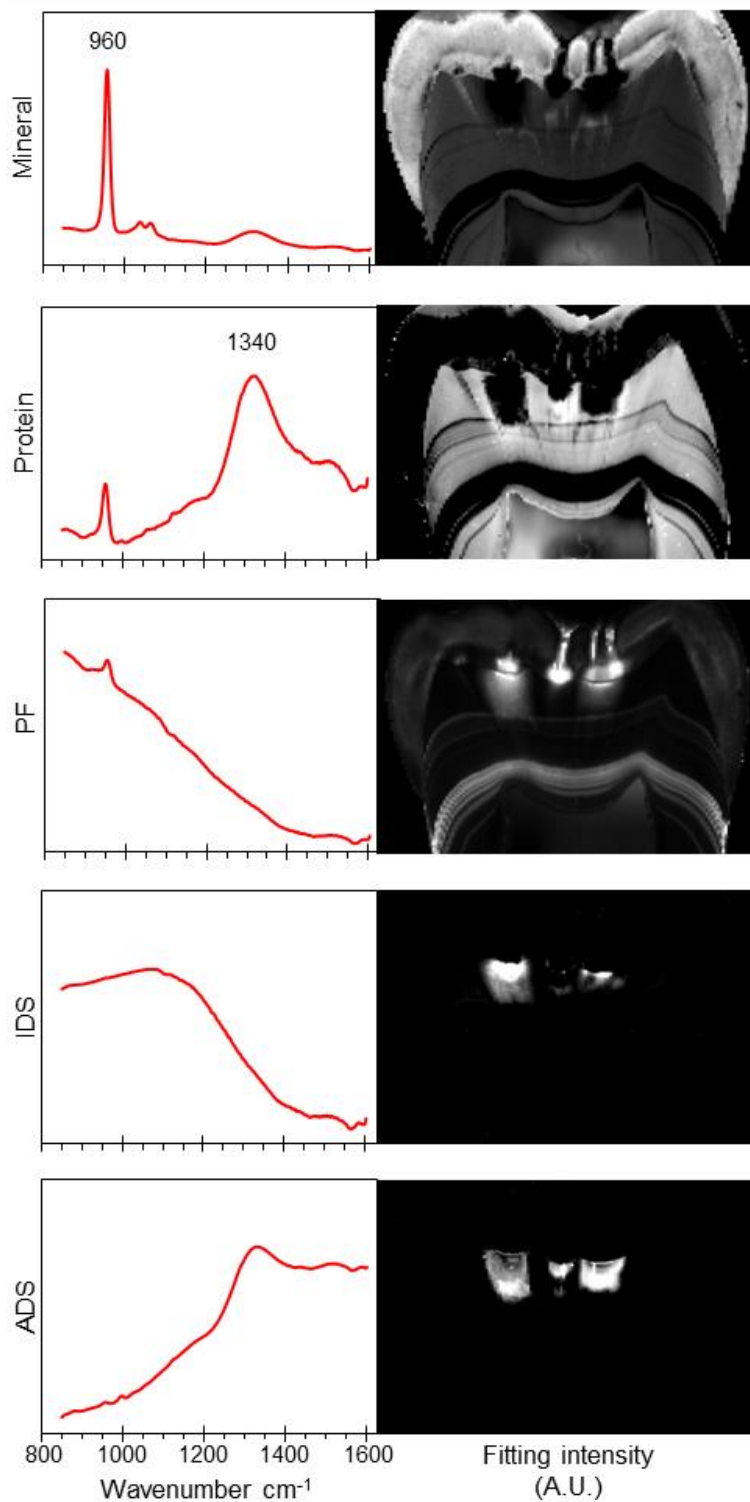 Mineral
960
Protein
1340
PF
IDS
ADS
800 1000 1200 1400 1600
Wavenumber cm⁻¹
Fitting intensity
(A.U.)